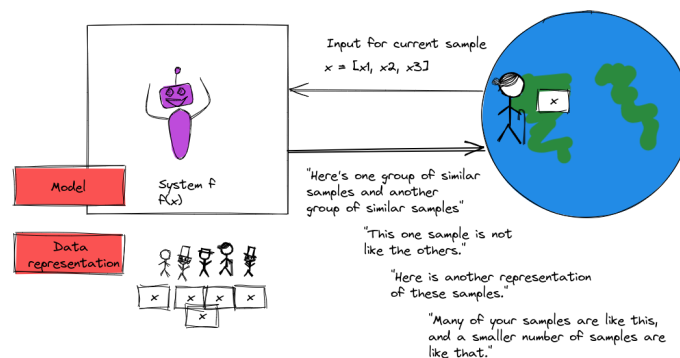 Input for current sample
x = [x1, x2, x3]
x
Model
System f
f(x)
"Here's one group of similar
samples and another
group of similar samples"
Data
representation
"This one sample is not
like the others."
"Here is another representation
of these samples."
x
x
x
x
x
"Many of your samples are like this,
and a smaller number of samples are
like that."